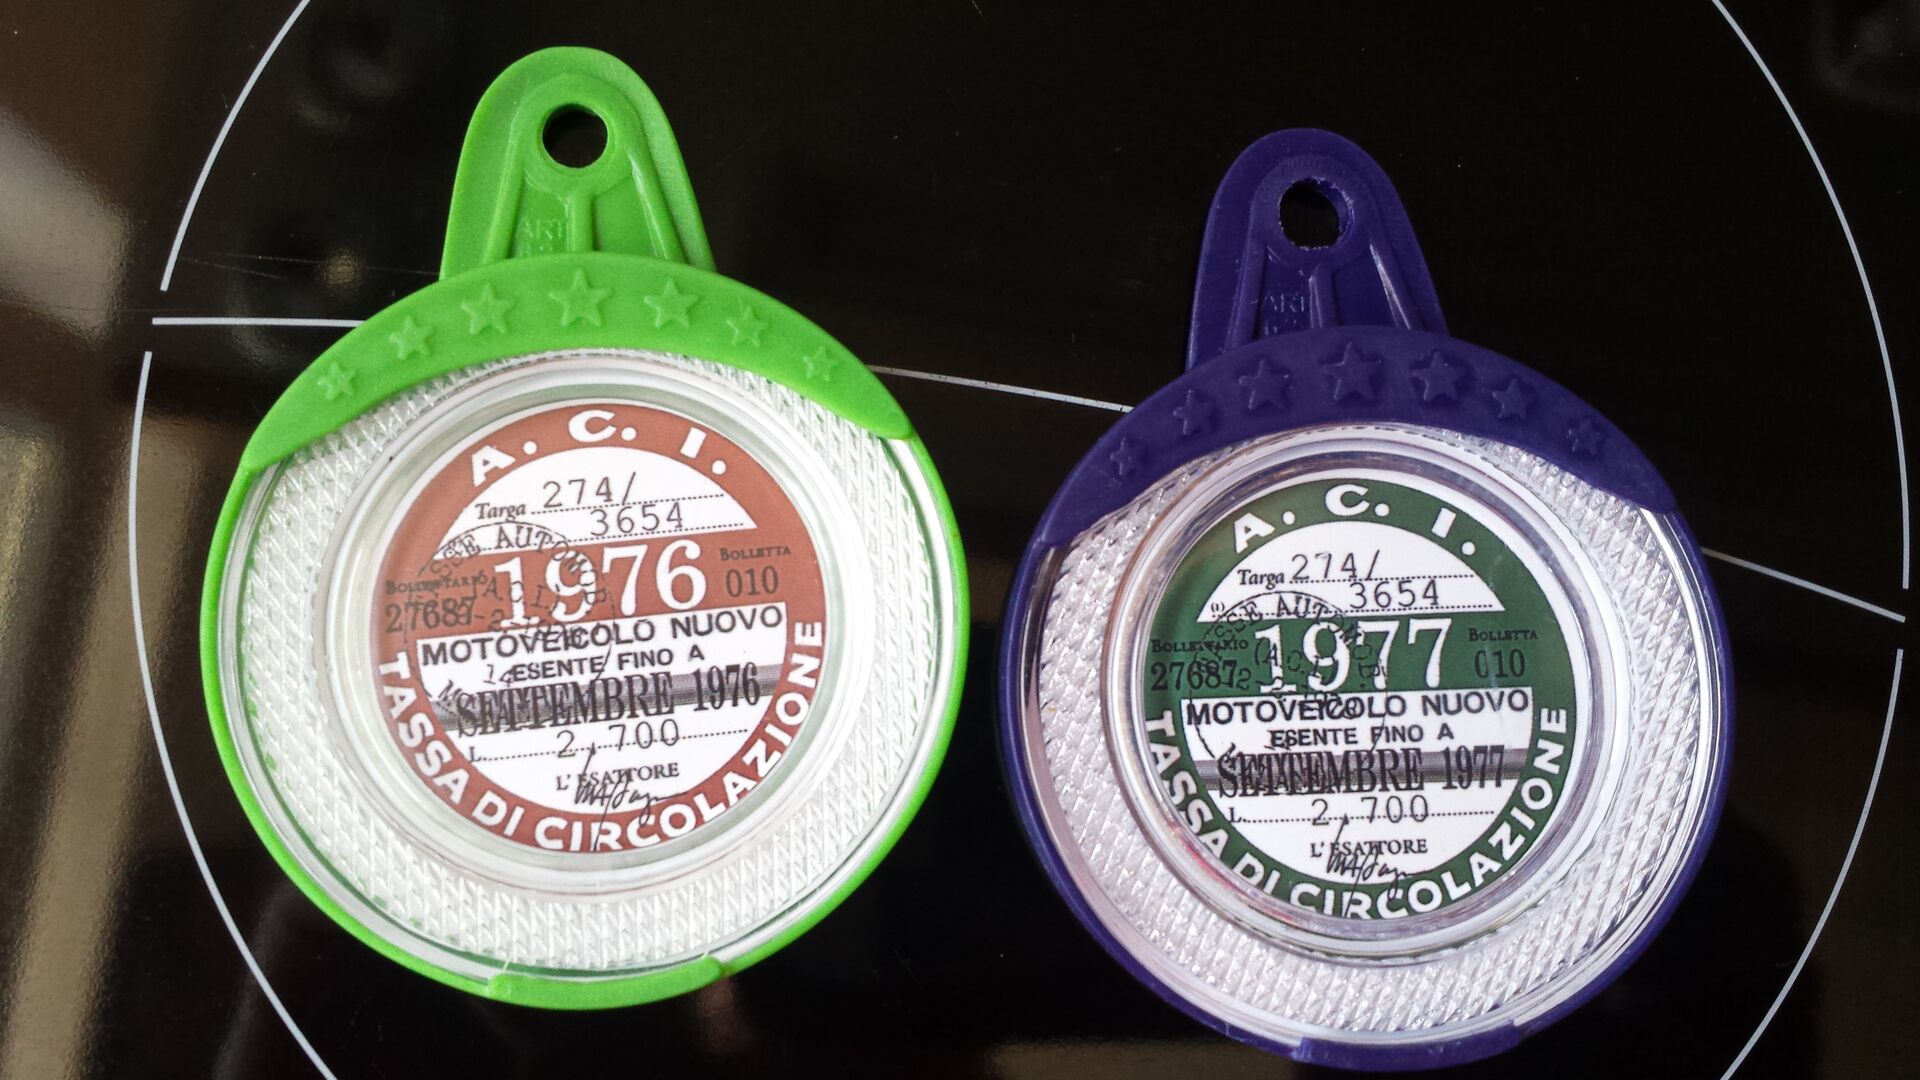 ART
A. C. I.
Targa 274/
3654
1976
BOLLETTARIO
27687
BOLLETTA
010
MOTOVEICOLO NUOVO
ESENTE FINO A
SETTEMBRE 1976
L. 2.700
L'ESATTORE
TASSA DI CIRCOLAZIONE
ART
A. C. I.
Targa 274/
3654
1977
BOLLETTARIO
27687
BOLLETTA
010
MOTOVEICOLO NUOVO
ESENTE FINO A
SETTEMBRE 1977
L. 2.700
L'ESATTORE
TASSA DI CIRCOLAZIONE